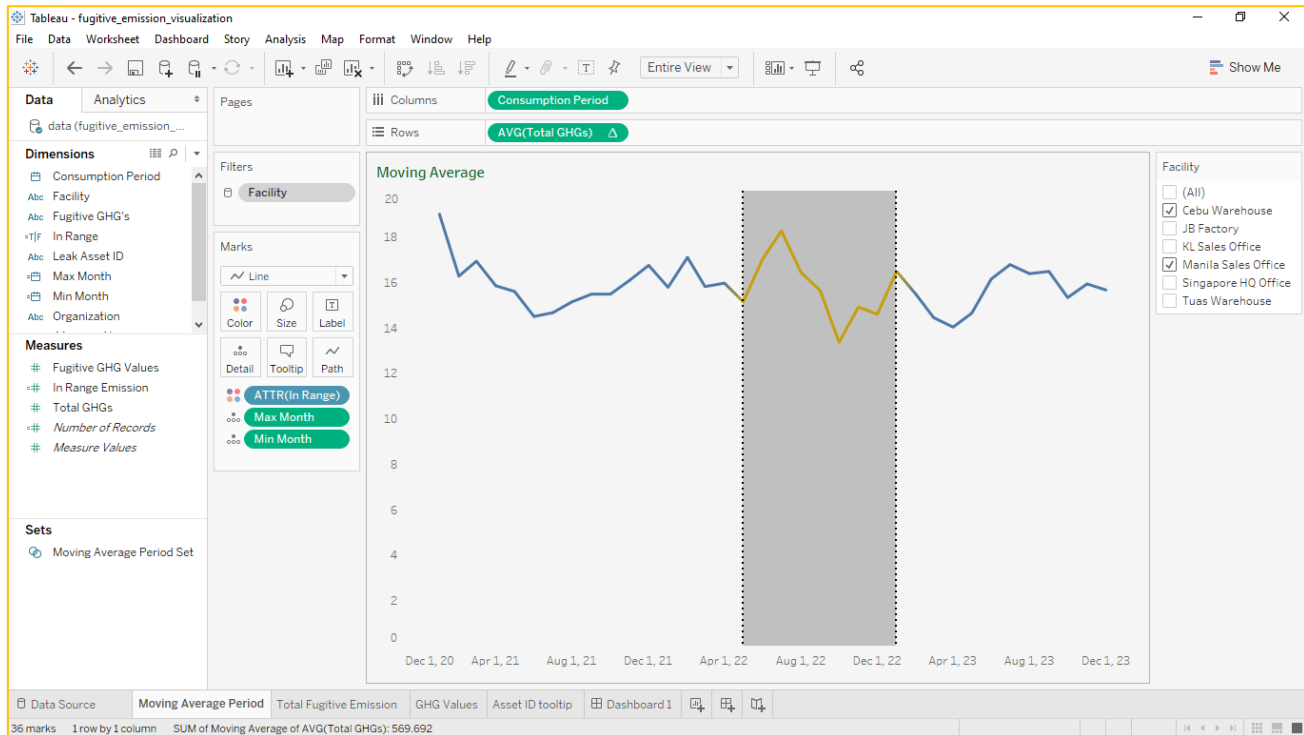 Tableau - fugitive_emission_visualization
File Data Worksheet Dashboard Story Analysis Map Format Window Help
Entire View
Show Me
Data Analytics
data (fugitive_emission_...
Dimensions
Consumption Period
Abc Facility
Abc Fugitive GHG's
=T|F In Range
Abc Leak Asset ID
Max Month
Min Month
Abc Organization
Measures
# Fugitive GHG Values
=# In Range Emission
# Total GHGs
=# Number of Records
# Measure Values
Sets
Moving Average Period Set
Pages
Filters
Facility
Marks
Line
Color Size Label
Detail Tooltip Path
ATTR(In Range)
Max Month
Min Month
Columns Consumption Period
Rows AVG(Total GHGs) Δ
Moving Average
20
18
16
14
12
10
8
6
4
2
0
Dec 1, 20 Apr 1, 21 Aug 1, 21 Dec 1, 21 Apr 1, 22 Aug 1, 22 Dec 1, 22 Apr 1, 23 Aug 1, 23 Dec 1, 23
Facility
(All)
Cebu Warehouse
JB Factory
KL Sales Office
Manila Sales Office
Singapore HQ Office
Tuas Warehouse
Data Source Moving Average Period Total Fugitive Emission GHG Values Asset ID tooltip Dashboard 1
36 marks 1 row by 1 column SUM of Moving Average of AVG(Total GHGs): 569.692